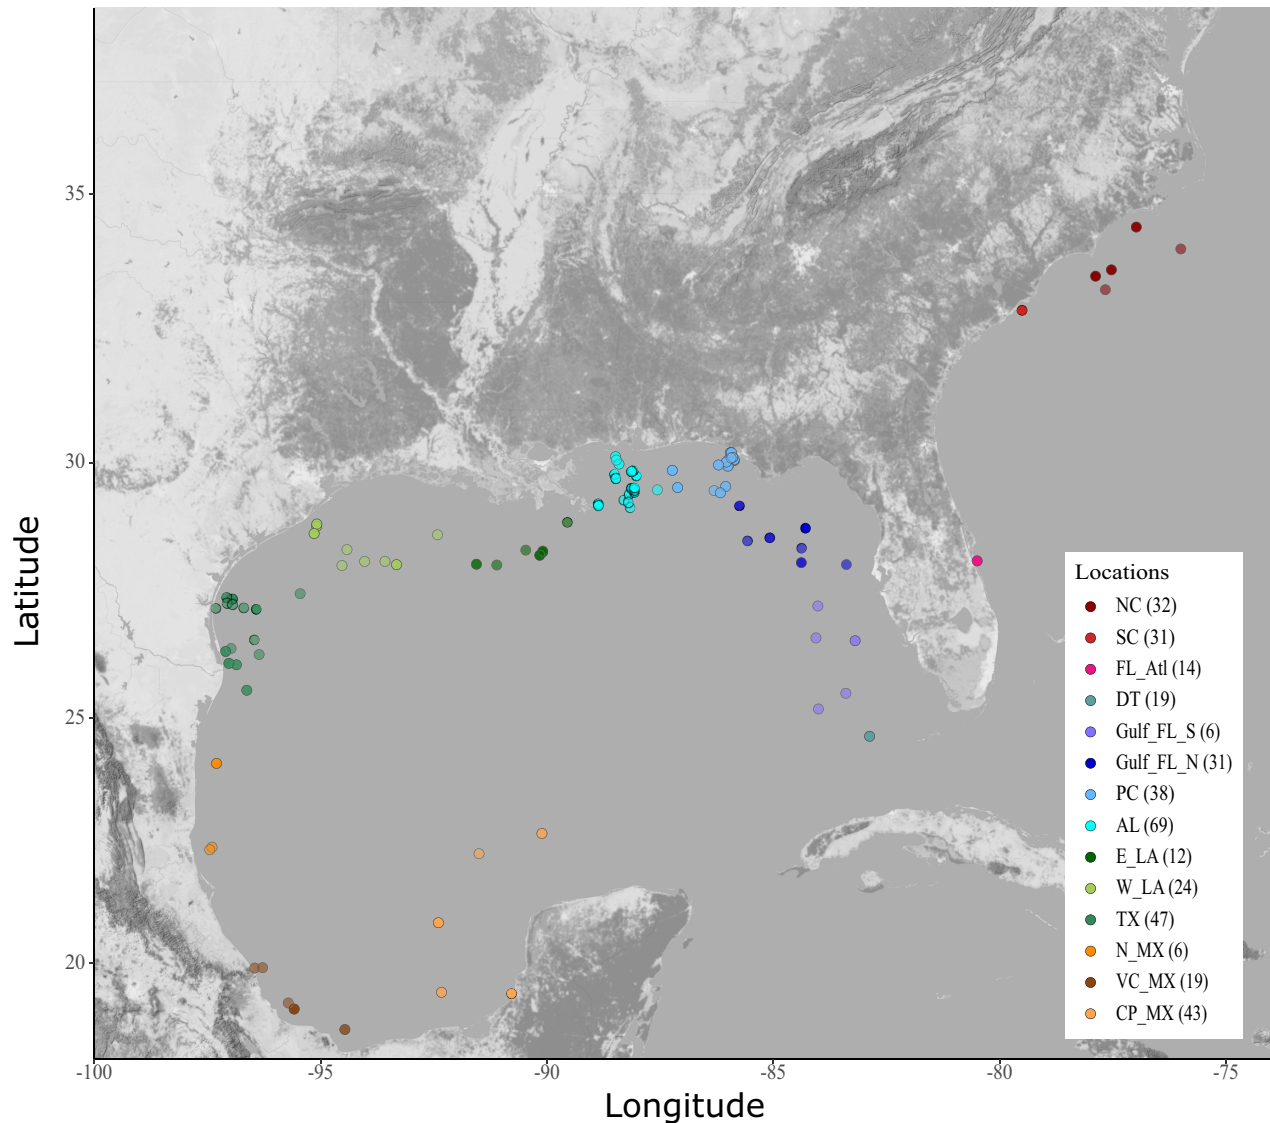 35
30
25
20
Latitude
-100
-95
-90
-85
-80
-75
Longitude
Locations
NC (32)
SC (31)
FL_Atl (14)
DT (19)
Gulf_FL_S (6)
Gulf_FL_N (31)
PC (38)
AL (69)
E_LA (12)
W_LA (24)
TX (47)
N_MX (6)
VC_MX (19)
CP_MX (43)